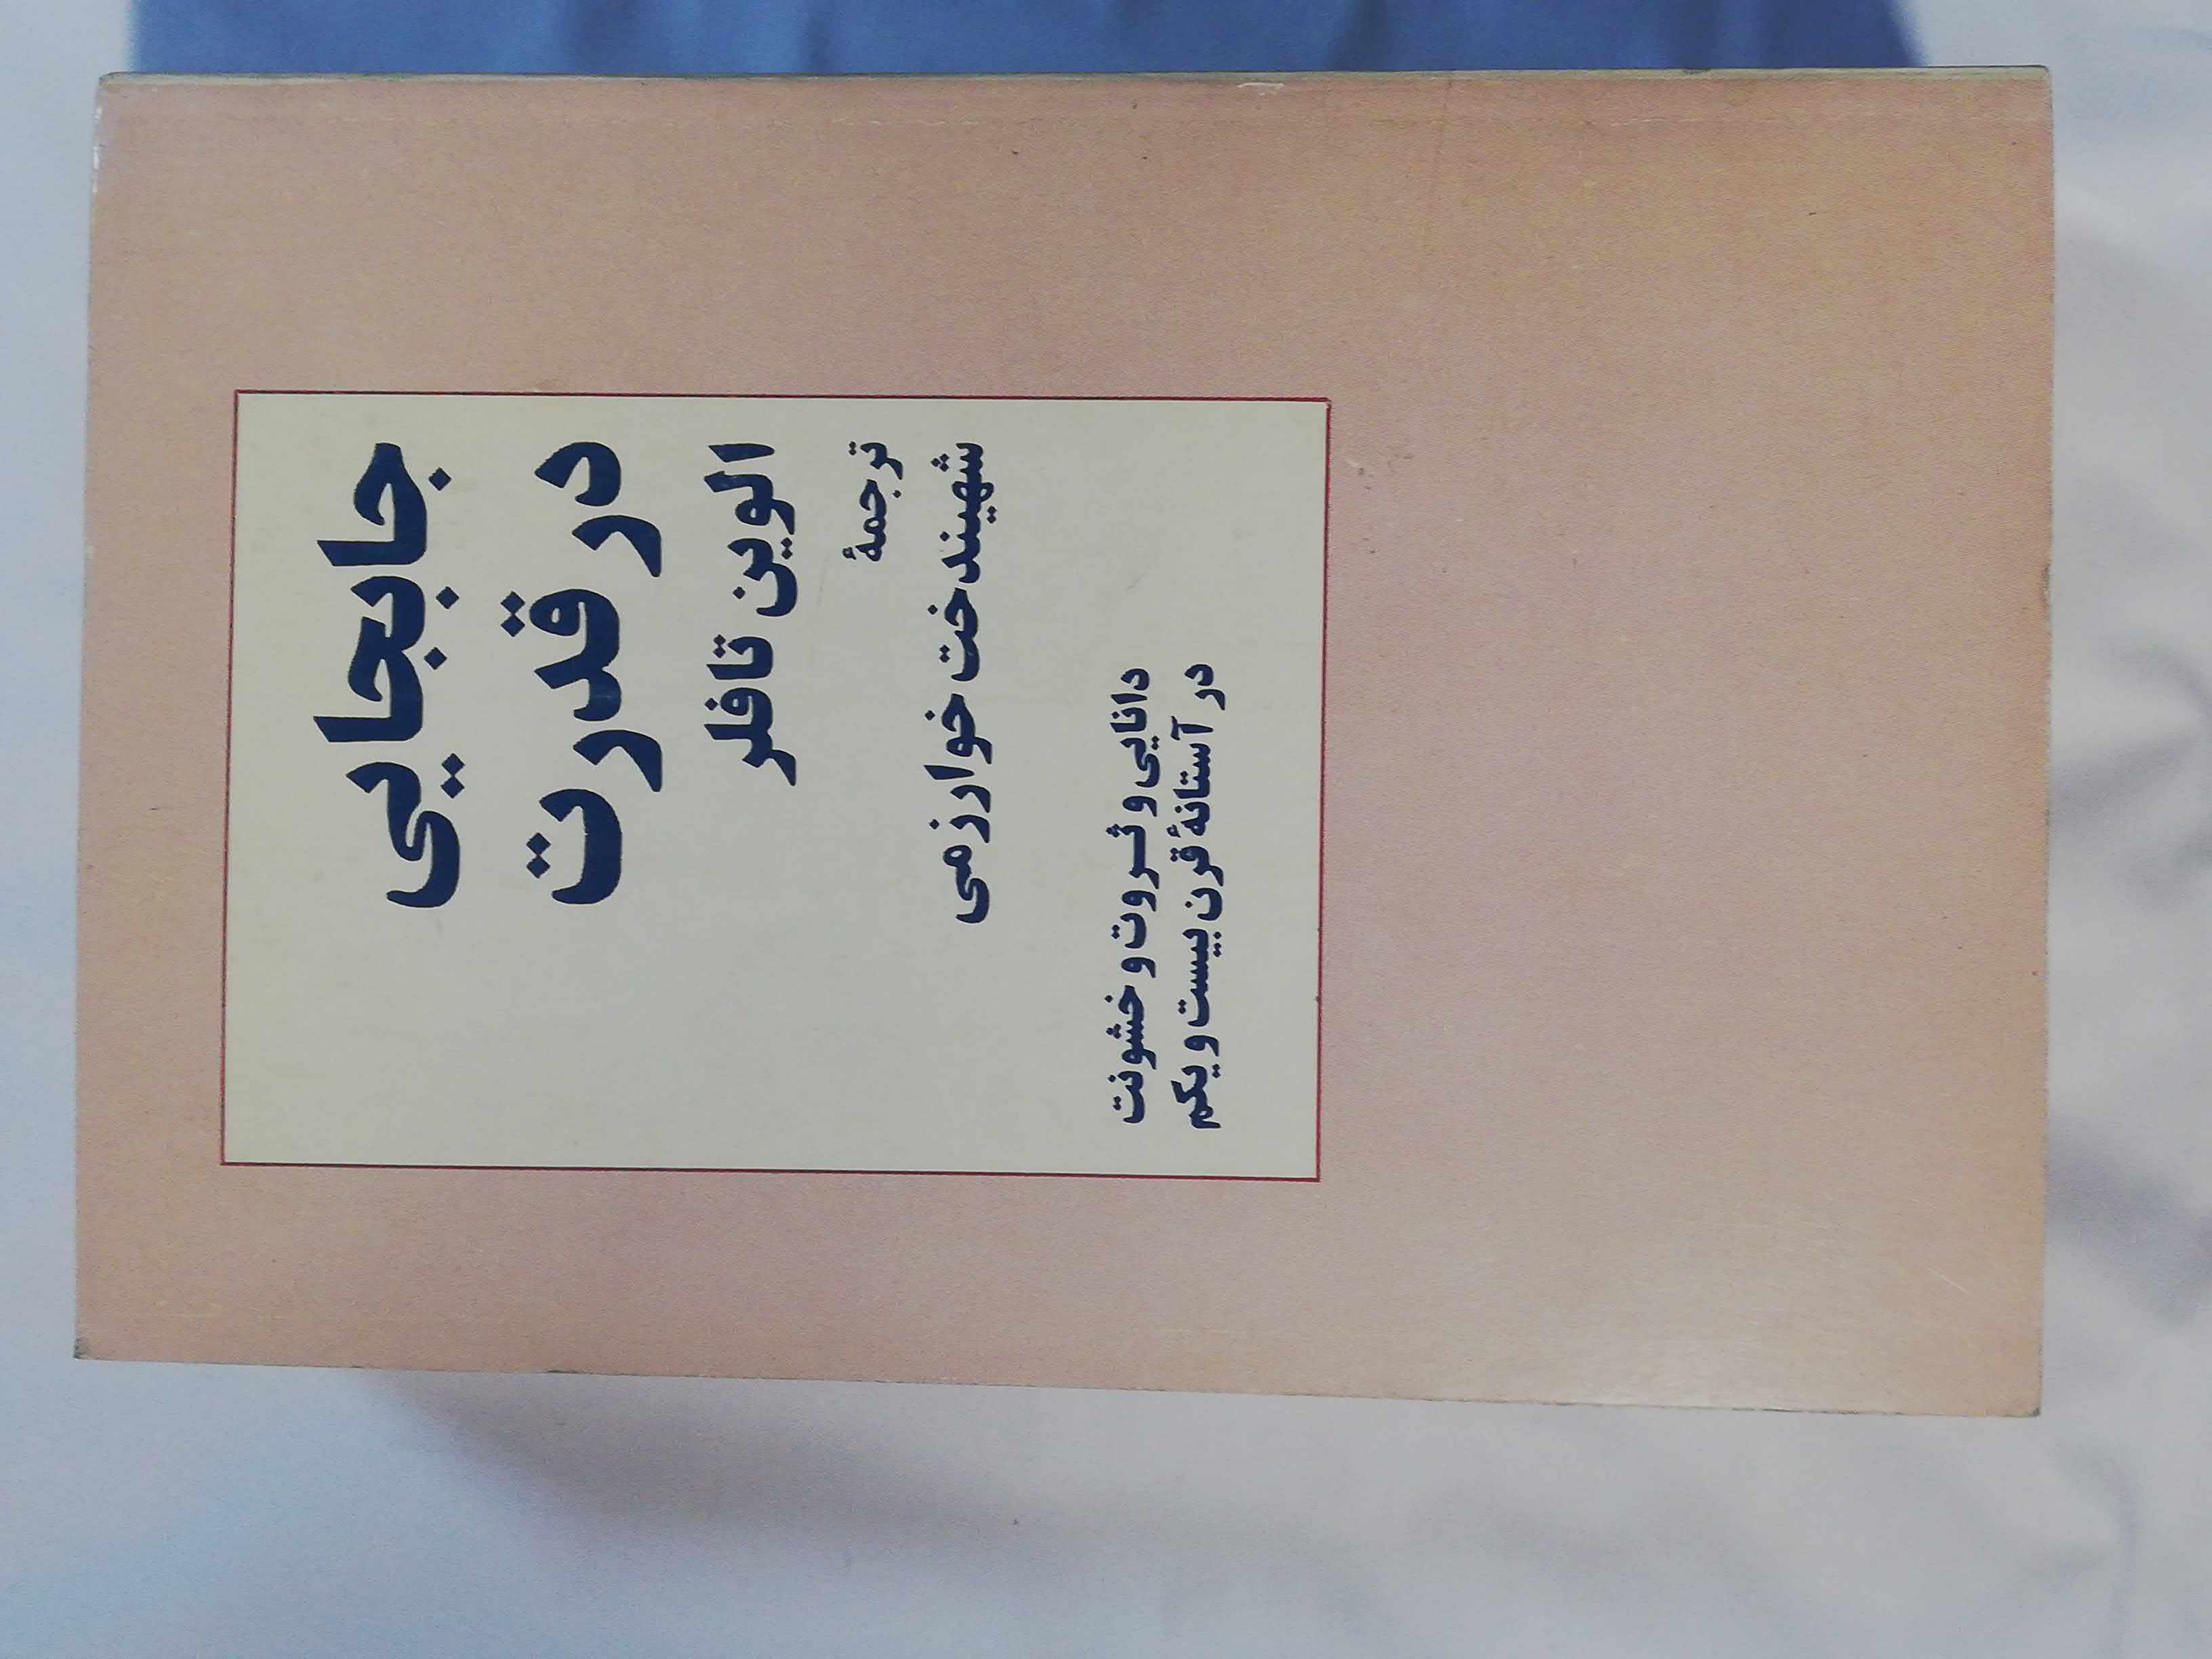 جابجایی
در قدرت
الوین تافلر
ترجمهٔ
شهیندخت خوارزمی
دانایی و ثروت و خشونت
در آستانهٔ قرن بیست و یکم